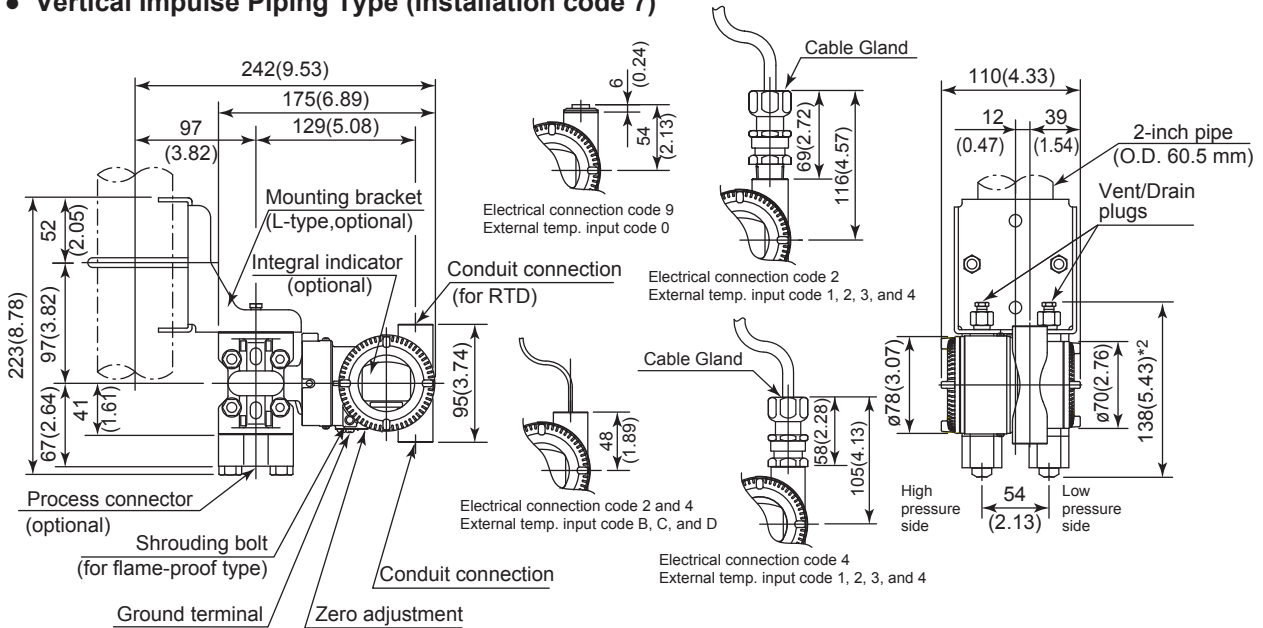 ● Vertical Impulse Piping Type (Installation code 7)
242(9.53)
175(6.89)
97
(3.82)
129(5.08)
Mounting bracket
(L-type,optional)
Integral indicator
(optional)
Conduit connection
(for RTD)
223(8.78)
52
(2.05)
97(3.82)
67(2.64)
41
(1.61)
95(3.74)
Process connector
(optional)
Shrouding bolt
(for flame-proof type)
Ground terminal
Zero adjustment
Conduit connection
6
(0.24)
54
(2.13)
Electrical connection code 9
External temp. input code 0
48
(1.89)
Electrical connection code 2 and 4
External temp. input code B, C, and D
Cable Gland
69(2.72)
116(4.57)
Electrical connection code 2
External temp. input code 1, 2, 3, and 4
Cable Gland
58(2.28)
105(4.13)
Electrical connection code 4
External temp. input code 1, 2, 3, and 4
110(4.33)
12
(0.47)
39
(1.54)
2-inch pipe
(O.D. 60.5 mm)
Vent/Drain
plugs
ø78(3.07)
ø70(2.76)
138(5.43)*2
High
pressure
side
54
(2.13)
Low
pressure
side